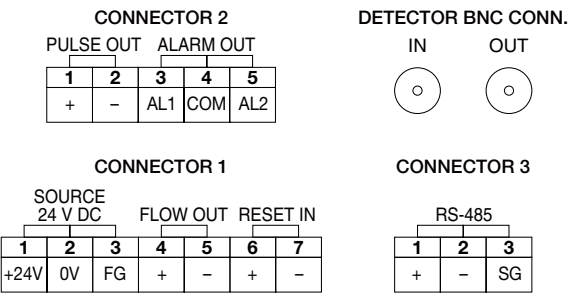 CONNECTOR 2
PULSE OUT ALARM OUT
1 2 3 4 5
+ – AL1 COM AL2
DETECTOR BNC CONN.
IN OUT
CONNECTOR 1
SOURCE
24 V DC FLOW OUT RESET IN
1 2 3 4 5 6 7
+24V 0V FG + – + –
CONNECTOR 3
RS-485
1 2 3
+ – SG